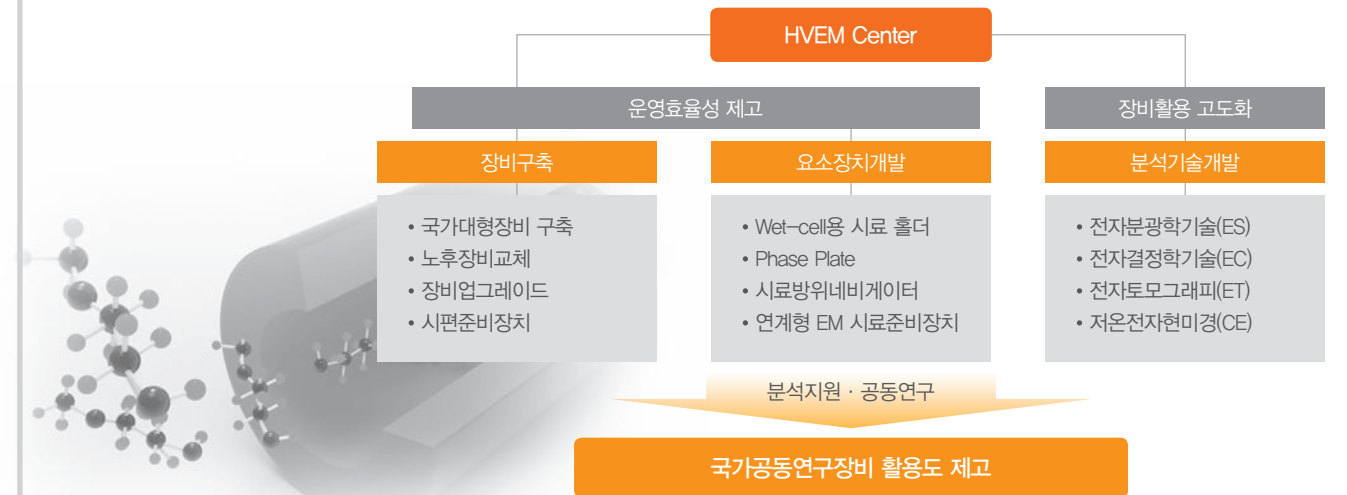 HVEM Center
운영효율성 제고
장비활용 고도화
장비구축
요소장치개발
분석기술개발
• 국가대형장비 구축
• 노후장비교체
• 장비업그레이드
• 시편준비장치
• Wet-cell용 시료 홀더
• Phase Plate
• 시료방위네비게이터
• 연계형 EM 시료준비장치
• 전자분광학기술(ES)
• 전자결정학기술(EC)
• 전자토모그래피(ET)
• 저온전자현미경(CE)
분석지원 · 공동연구
국가공동연구장비 활용도 제고